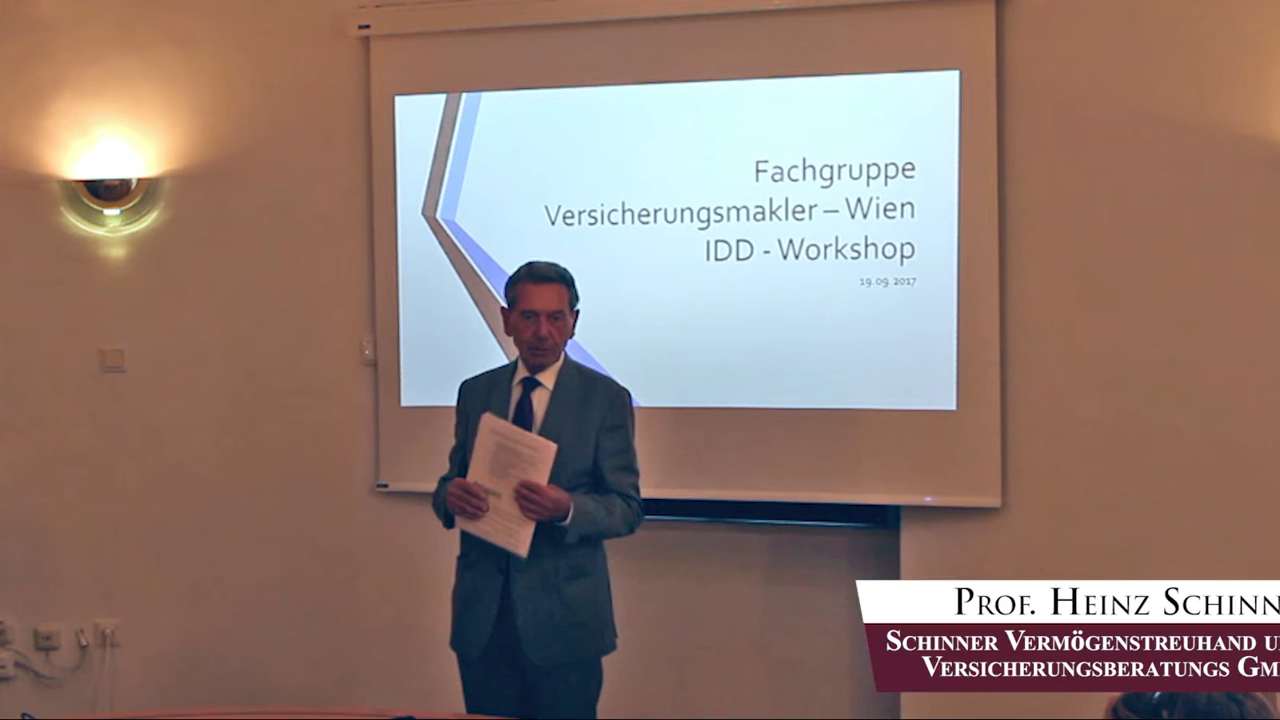 Fachgruppe
Versicherungsmakler – Wien
IDD - Workshop
19.09.2017
PROF. HEINZ SCHINN
SCHINNER VERMÖGENSTREUHAND U
VERSICHERUNGSBERATUNGS GM